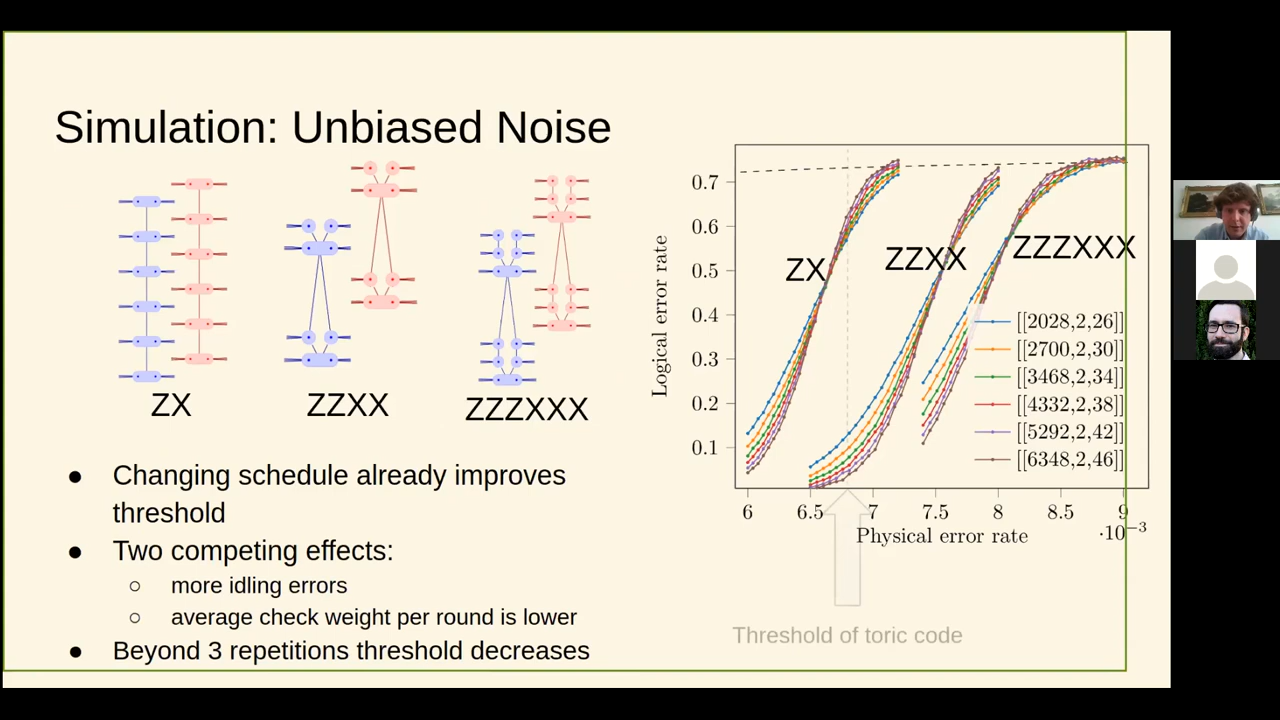 Simulation: Unbiased Noise
ZX
ZZXX
ZZZXXX
Changing schedule already improves
threshold
Two competing effects:
more idling errors
average check weight per round is lower
Beyond 3 repetitions threshold decreases
Logical error rate
0.7
0.6
0.5
0.4
0.3
0.2
0.1
ZX
ZZXX
ZZZXXX
[[2028,2,26]]
[[2700,2,30]]
[[3468,2,34]]
[[4332,2,38]]
[[5292,2,42]]
[[6348,2,46]]
6 6.5 7 7.5 8 8.5 9
Physical error rate
·10⁻³
Threshold of toric code